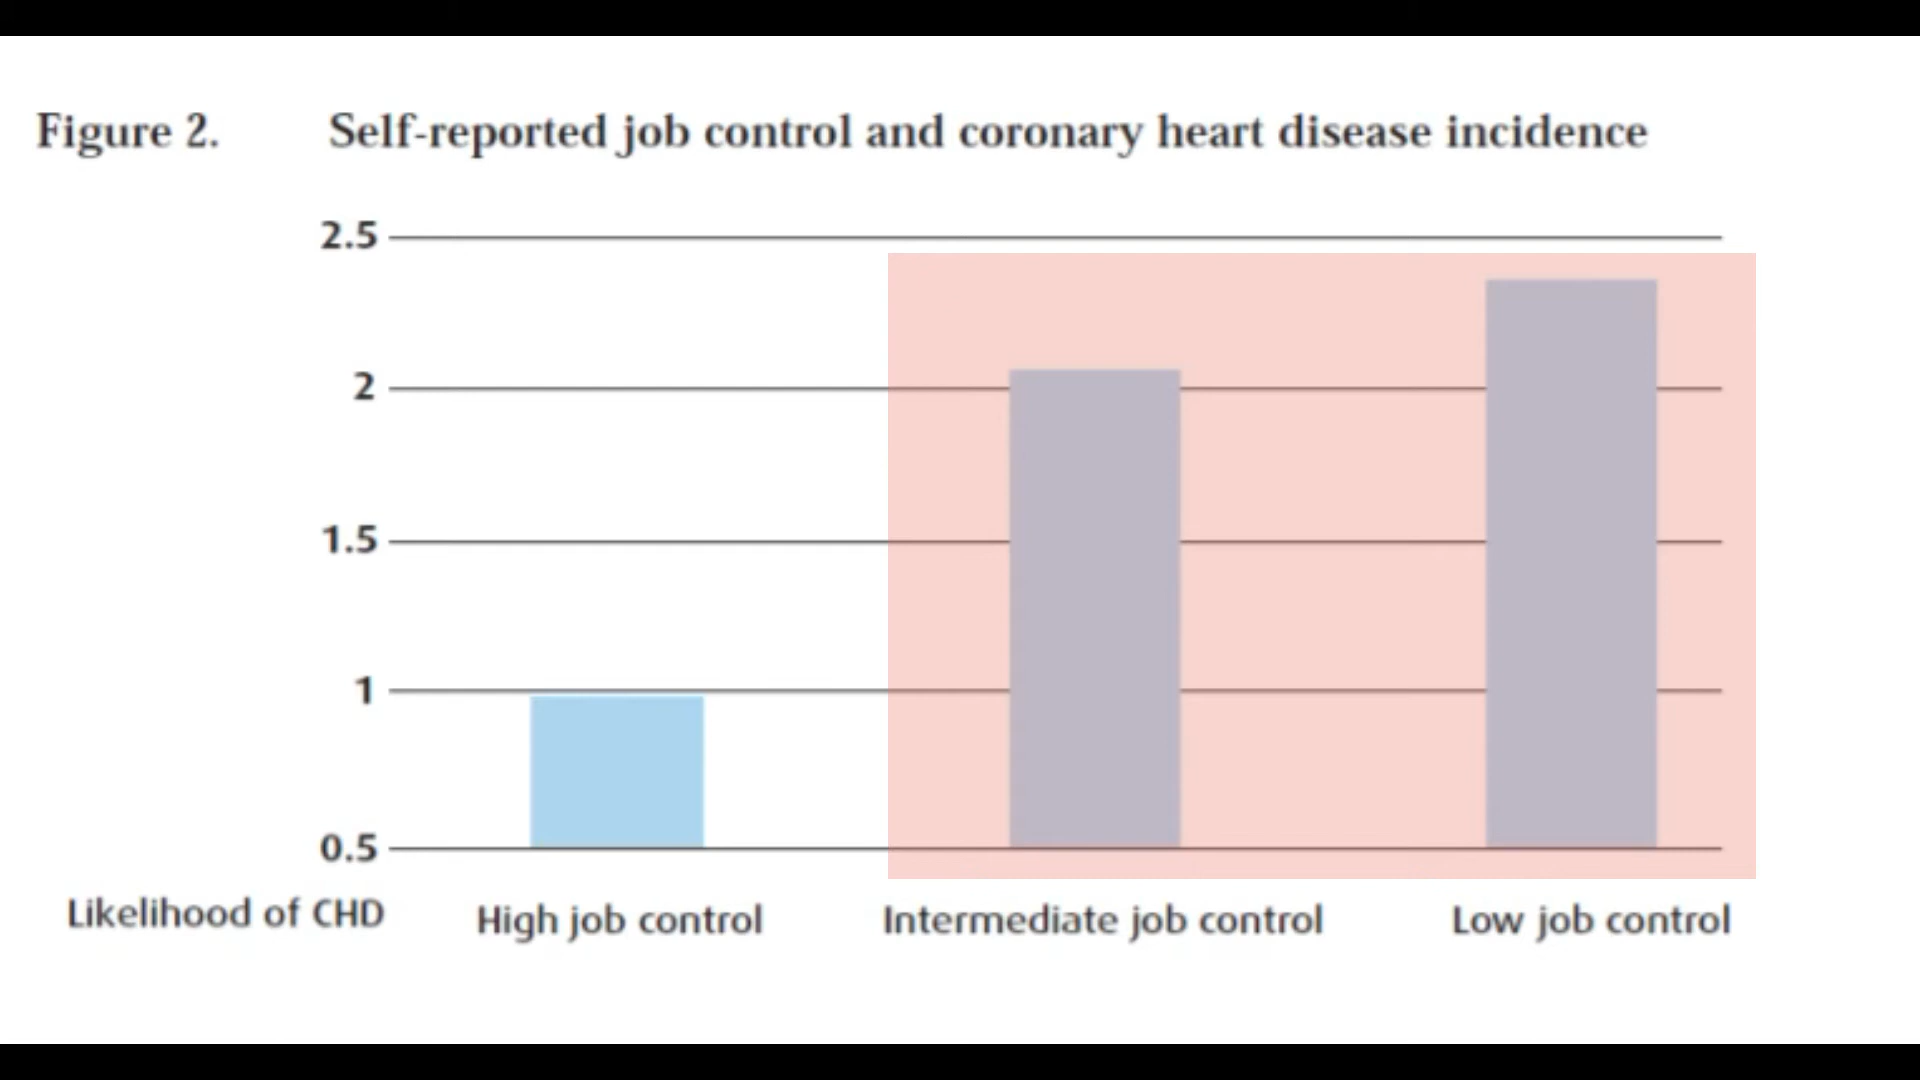 Figure 2. Self-reported job control and coronary heart disease incidence
2.5
2
1.5
1
0.5
Likelihood of CHD High job control Intermediate job control Low job control